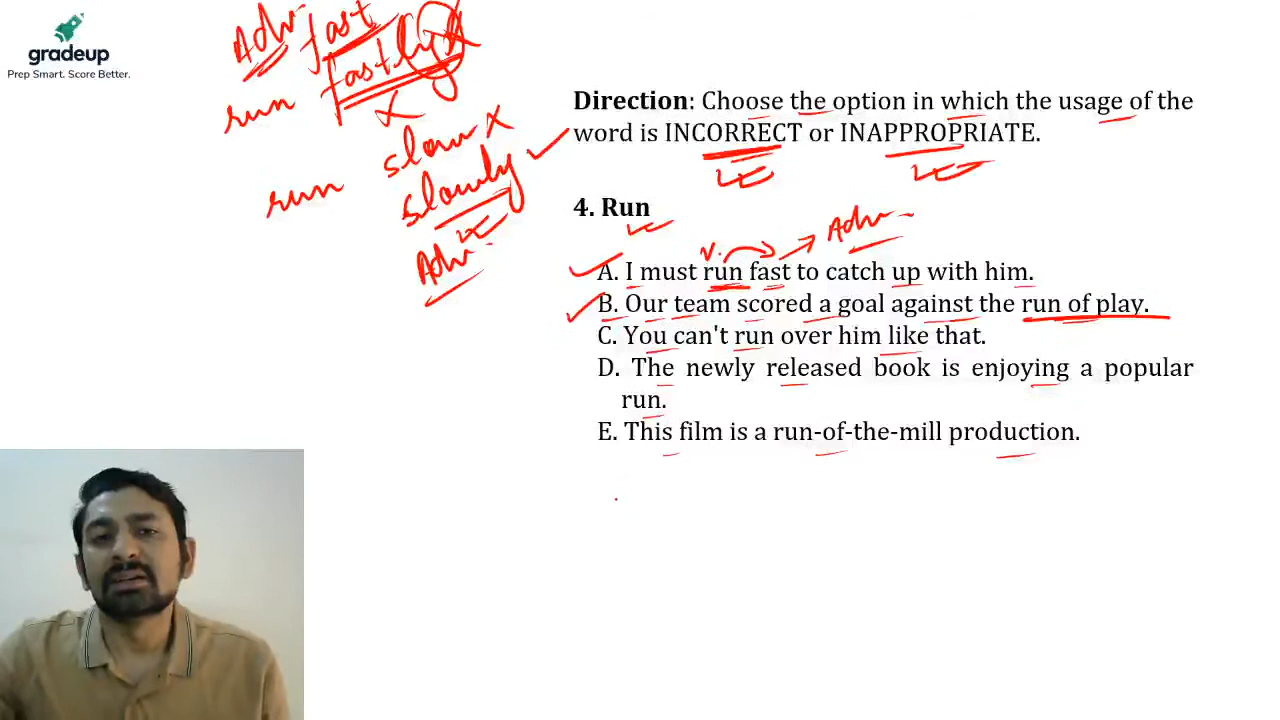 gradeup
Prep Smart. Score Better.
Adv.
fast
run fastly X
X
slow X
run slowly
Adv.
Direction: Choose the option in which the usage of the
word is INCORRECT or INAPPROPRIATE.
4. Run
v. Adv.
A. I must run fast to catch up with him.
B. Our team scored a goal against the run of play.
C. You can't run over him like that.
D. The newly released book is enjoying a popular
run.
E. This film is a run-of-the-mill production.